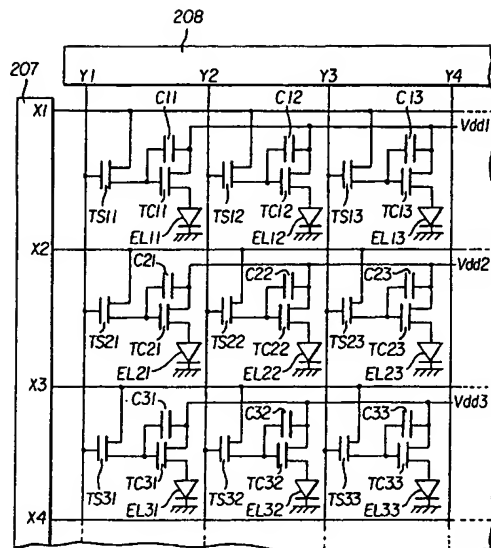 208
207
Y1 Y2 Y3 Y4
C11 C12 C13
X1
Vdd1
TS11 TC11 TS12 TC12 TS13 TC13
EL11 EL12 EL13
X2
C21 C22 C23
Vdd2
TS21 TC21 TS22 TC22 TS23 TC23
EL21 EL22 EL23
X3
C31 C32 C33
Vdd3
TS31 TC31 TS32 TC32 TS33 TC33
EL31 EL32 EL33
X4